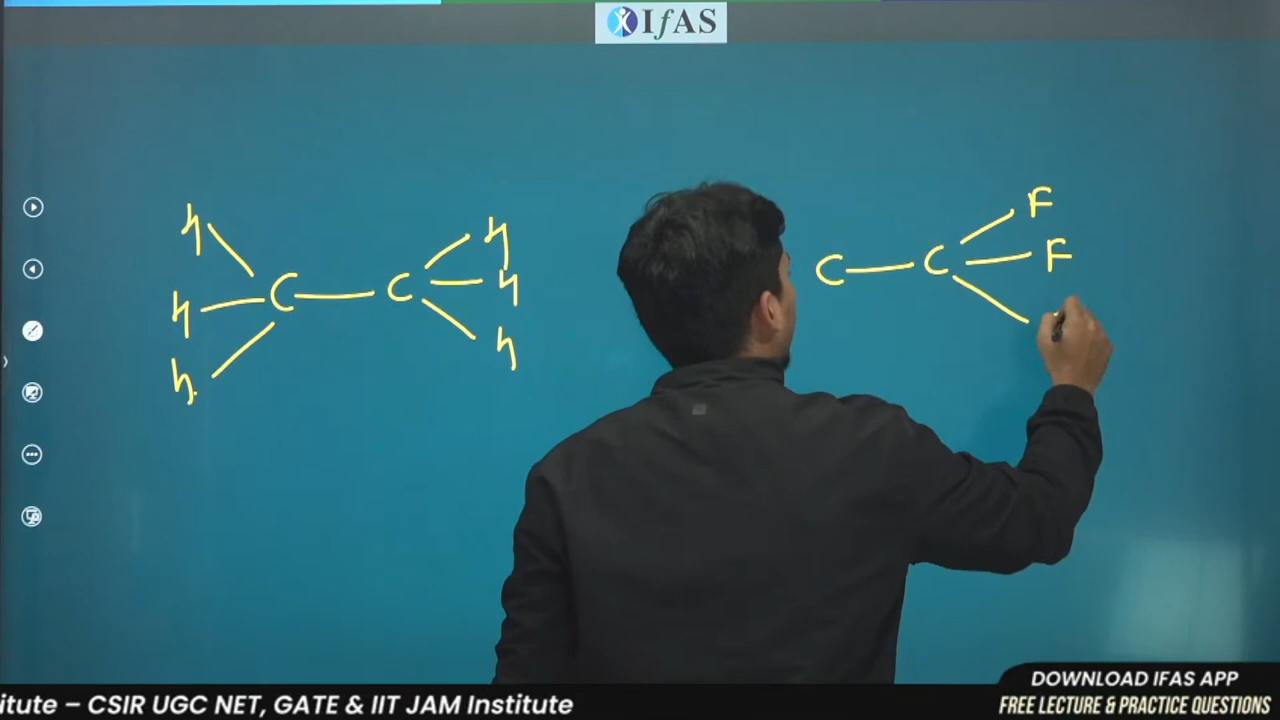 IfAS
h
h
h
C
C
h
h
h
C
C
F
F
itute – CSIR UGC NET, GATE & IIT JAM Institute
DOWNLOAD IFAS APP
FREE LECTURE & PRACTICE QUESTIONS